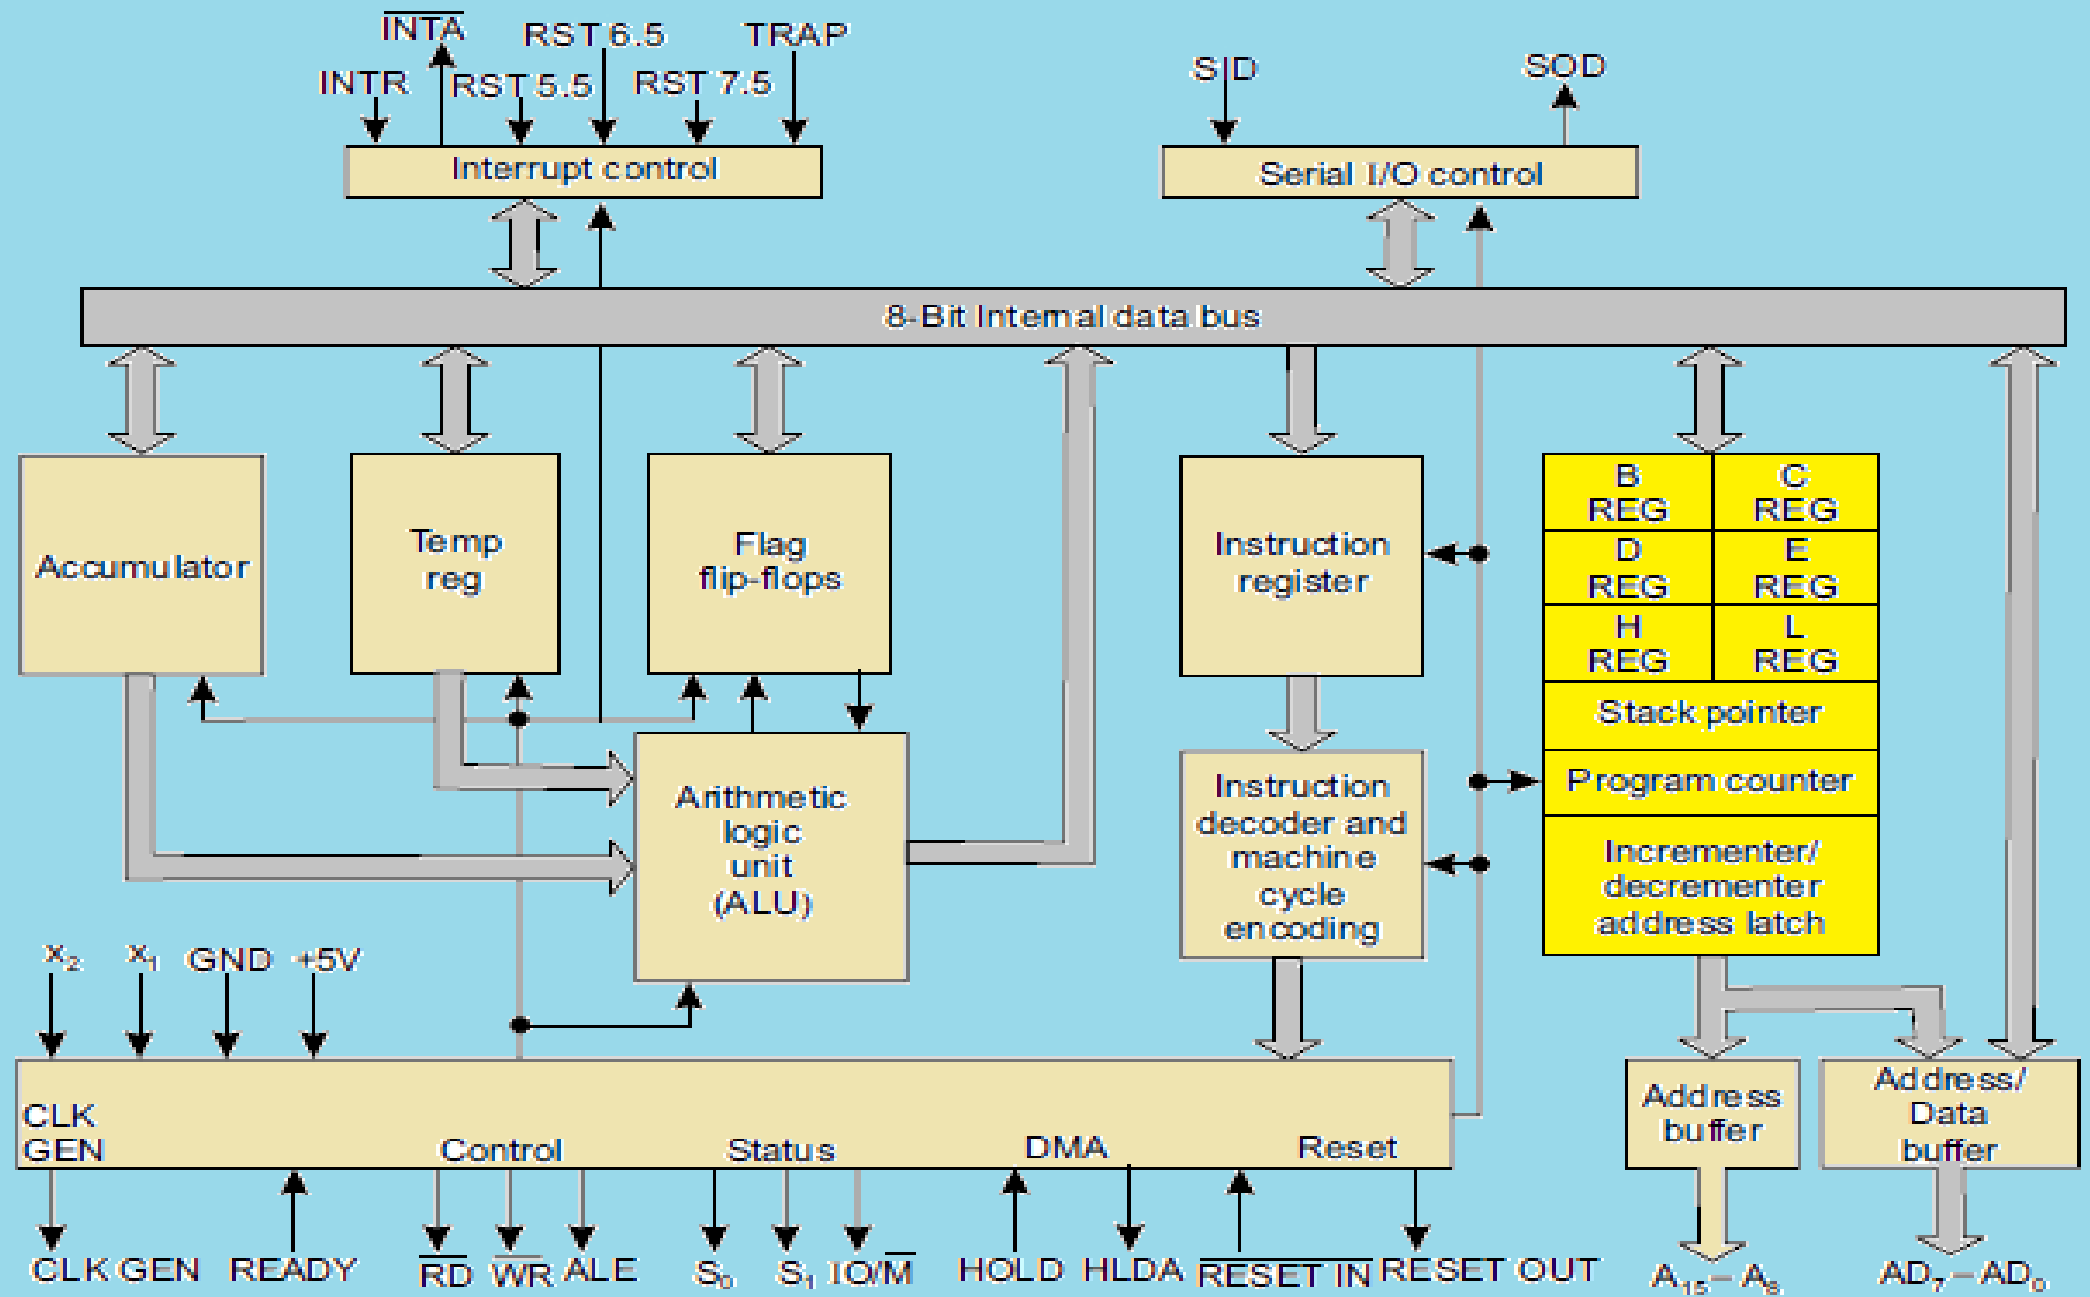 INTA RST 6.5 TRAP
INTR RST 5.5 RST 7.5
SID SOD
Interrupt control
Serial I/O control
8-Bit Internal data bus
Accumulator
Temp
reg
Flag
flip-flops
Instruction
register
B
REG
C
REG
D
REG
E
REG
H
REG
L
REG
Stack pointer
Program counter
Incrementer/
decrementer
address latch
Arithmetic
logic
unit
(ALU)
Instruction
decoder and
machine
cycle
encoding
X₂ X₁ GND +5V
CLK
GEN
Control Status DMA Reset
Address
buffer
Address/
Data
buffer
CLK GEN READY RD WR ALE S₀ S₁ IO/M HOLD HLDA RESET IN RESET OUT A₁₅ – A₈ AD₇ – AD₀